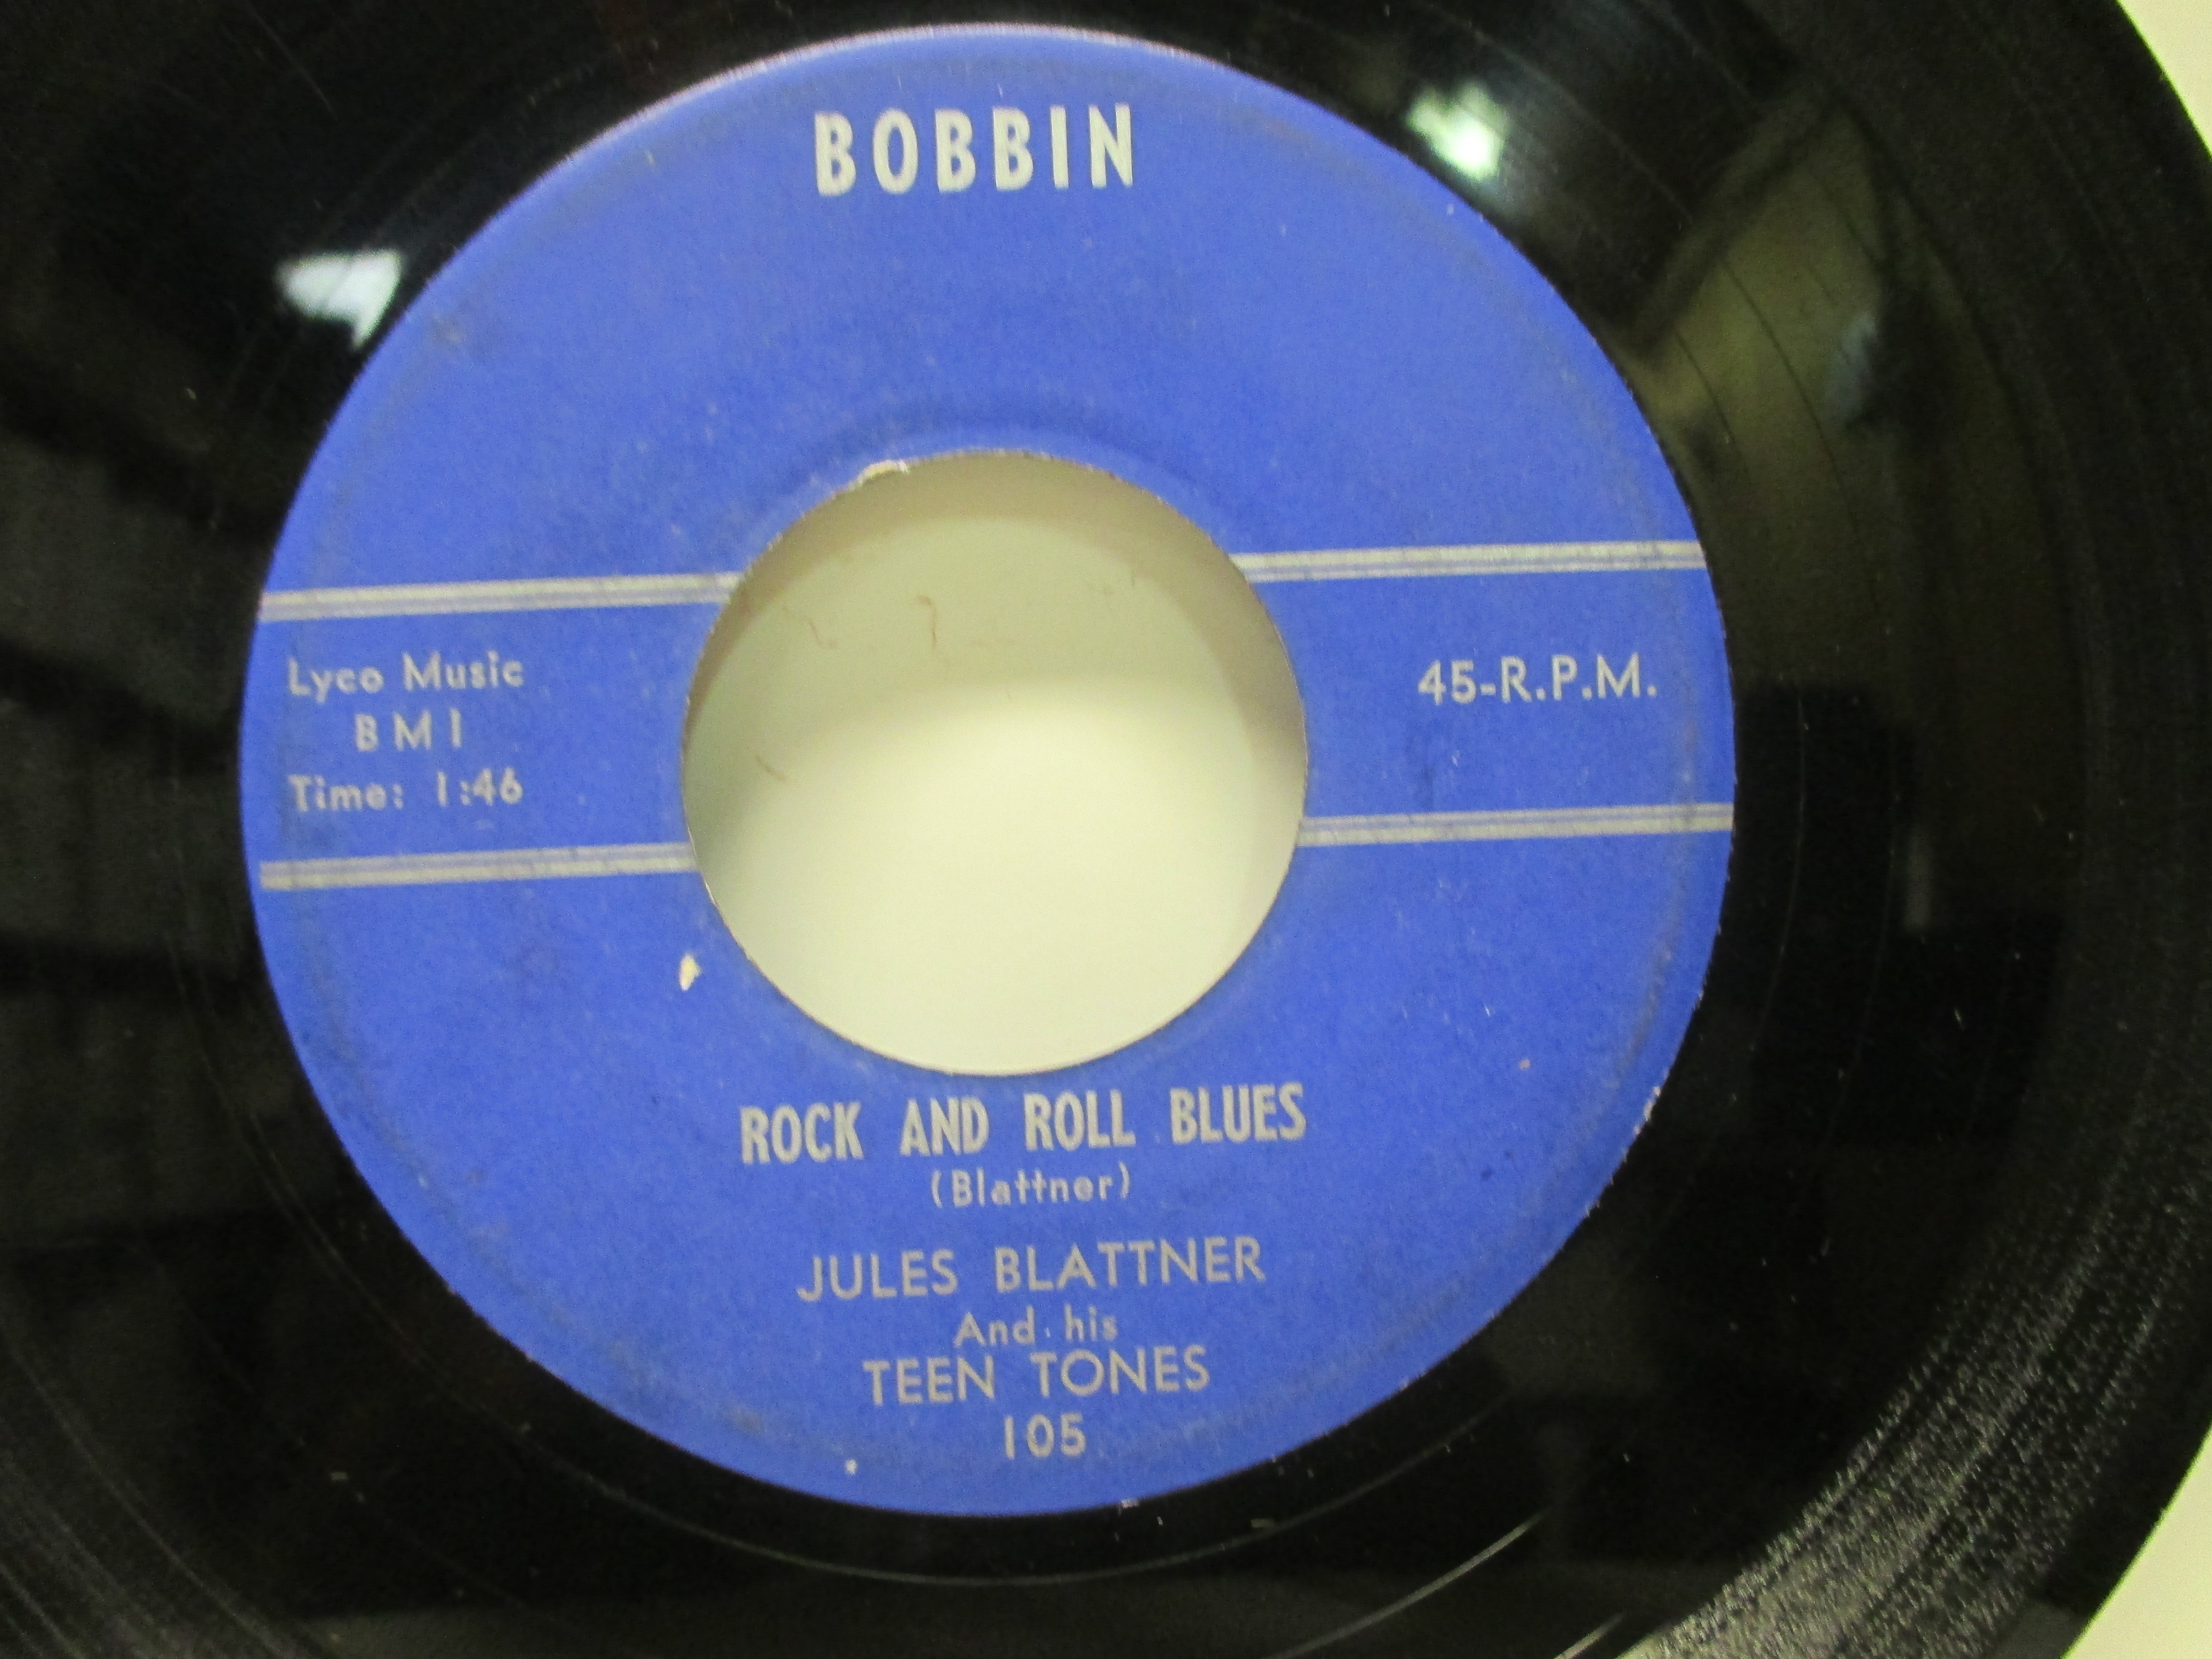 BOBBIN
Lyco Music
BMI
Time: 1:46
45-R.P.M.
ROCK AND ROLL BLUES
(Blattner)
JULES BLATTNER
And his
TEEN TONES
105